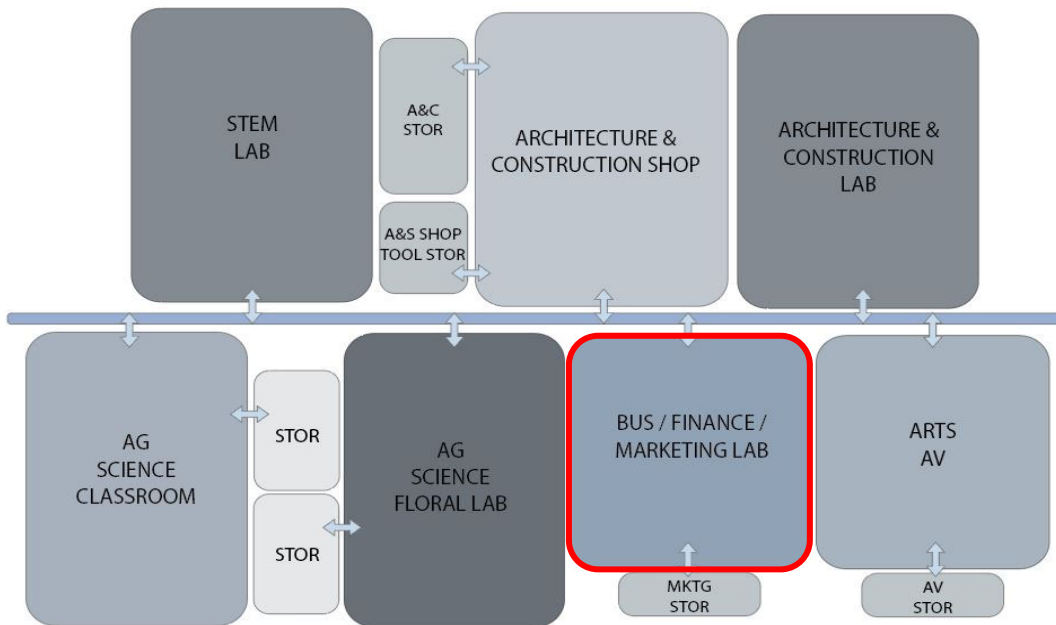 STEM
LAB
A&C
STOR
A&S SHOP
TOOL STOR
ARCHITECTURE &
CONSTRUCTION SHOP
ARCHITECTURE &
CONSTRUCTION
LAB
AG
SCIENCE
CLASSROOM
STOR
STOR
AG
SCIENCE
FLORAL LAB
BUS / FINANCE /
MARKETING LAB
MKTG
STOR
ARTS
AV
AV
STOR